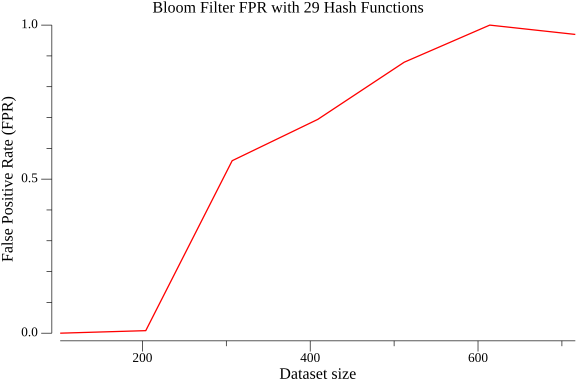 Bloom Filter FPR with 29 Hash Functions
1.0
0.5
0.0
False Positive Rate (FPR)
200
400
600
Dataset size